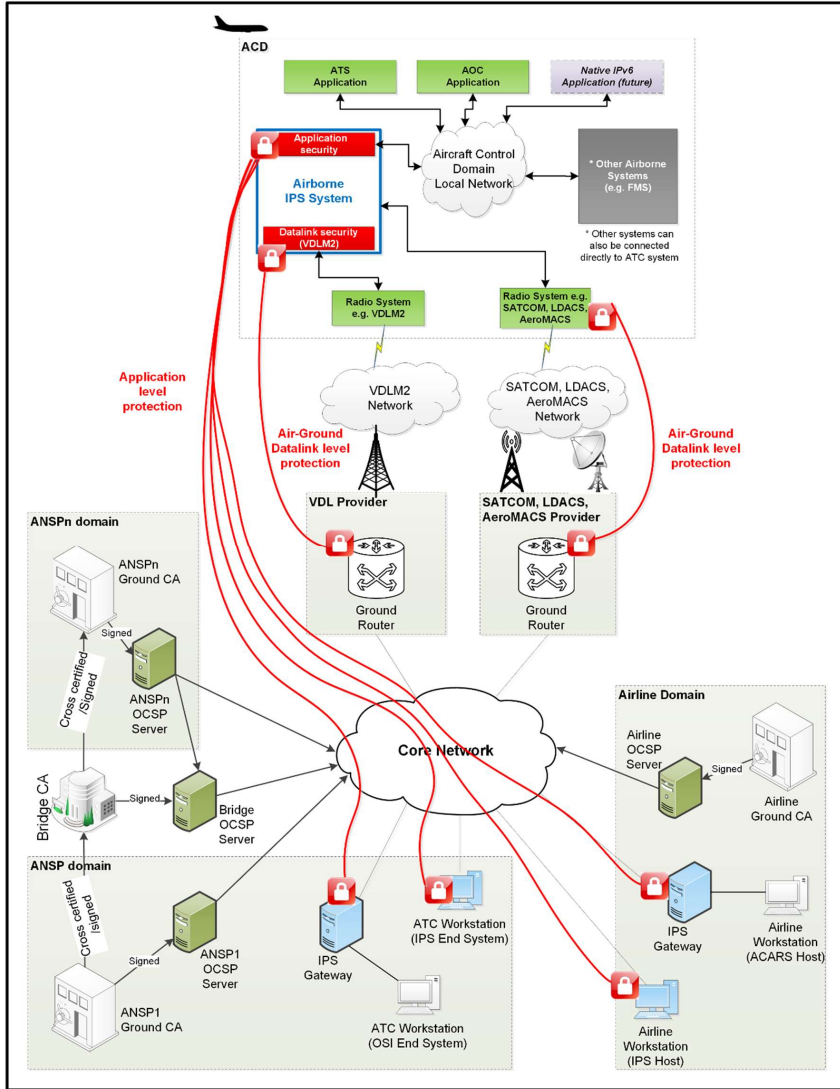 ACD
ATS
Application
AOC
Application
Native IPv6
Application (future)
Application
security
Airborne
IPS System
Datalink security
(VDLM2)
Aircraft Control
Domain
Local Network
* Other Airborne
Systems
(e.g. FMS)
* Other systems can
also be connected
directly to ATC system
Radio System
e.g. VDLM2
Radio System e.g.
SATCOM, LDACS,
AeroMACS
Application
level
protection
VDLM2
Network
SATCOM, LDACS,
AeroMACS
Network
Air-Ground
Datalink level
protection
Air-Ground
Datalink level
protection
VDL Provider
Ground
Router
SATCOM, LDACS,
AeroMACS Provider
Ground
Router
ANSPn domain
ANSPn
Ground CA
Signed
ANSPn
OCSP
Server
Cross certified
/Signed
Bridge CA
Signed
Bridge
OCSP
Server
Core Network
Airline Domain
Airline
OCSP
Server
Signed
Airline
Ground CA
IPS
Gateway
Airline
Workstation
(ACARS Host)
Airline
Workstation
(IPS Host)
ANSP domain
Cross certified
/signed
Signed
ANSP1
OCSP
Server
ANSP1
Ground CA
IPS
Gateway
ATC Workstation
(IPS End System)
ATC Workstation
(OSI End System)